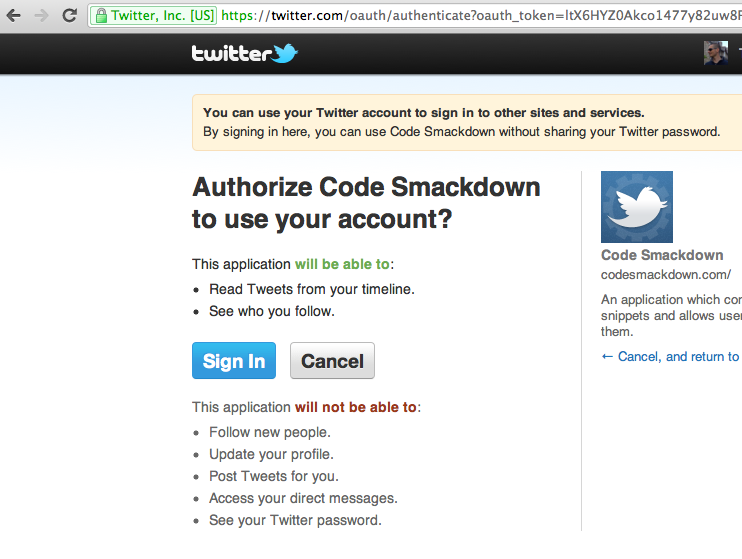 Twitter, Inc. [US] https://twitter.com/oauth/authenticate?oauth_token=ltX6HYZ0Akco1477y82uw8F
twitter
You can use your Twitter account to sign in to other sites and services.
By signing in here, you can use Code Smackdown without sharing your Twitter password.
Authorize Code Smackdown
to use your account?
This application will be able to:
• Read Tweets from your timeline.
• See who you follow.
Sign In
Cancel
This application will not be able to:
• Follow new people.
• Update your profile.
• Post Tweets for you.
• Access your direct messages.
• See your Twitter password.
Code Smackdown
codesmackdown.com/
An application which con
snippets and allows user
them.
← Cancel, and return to